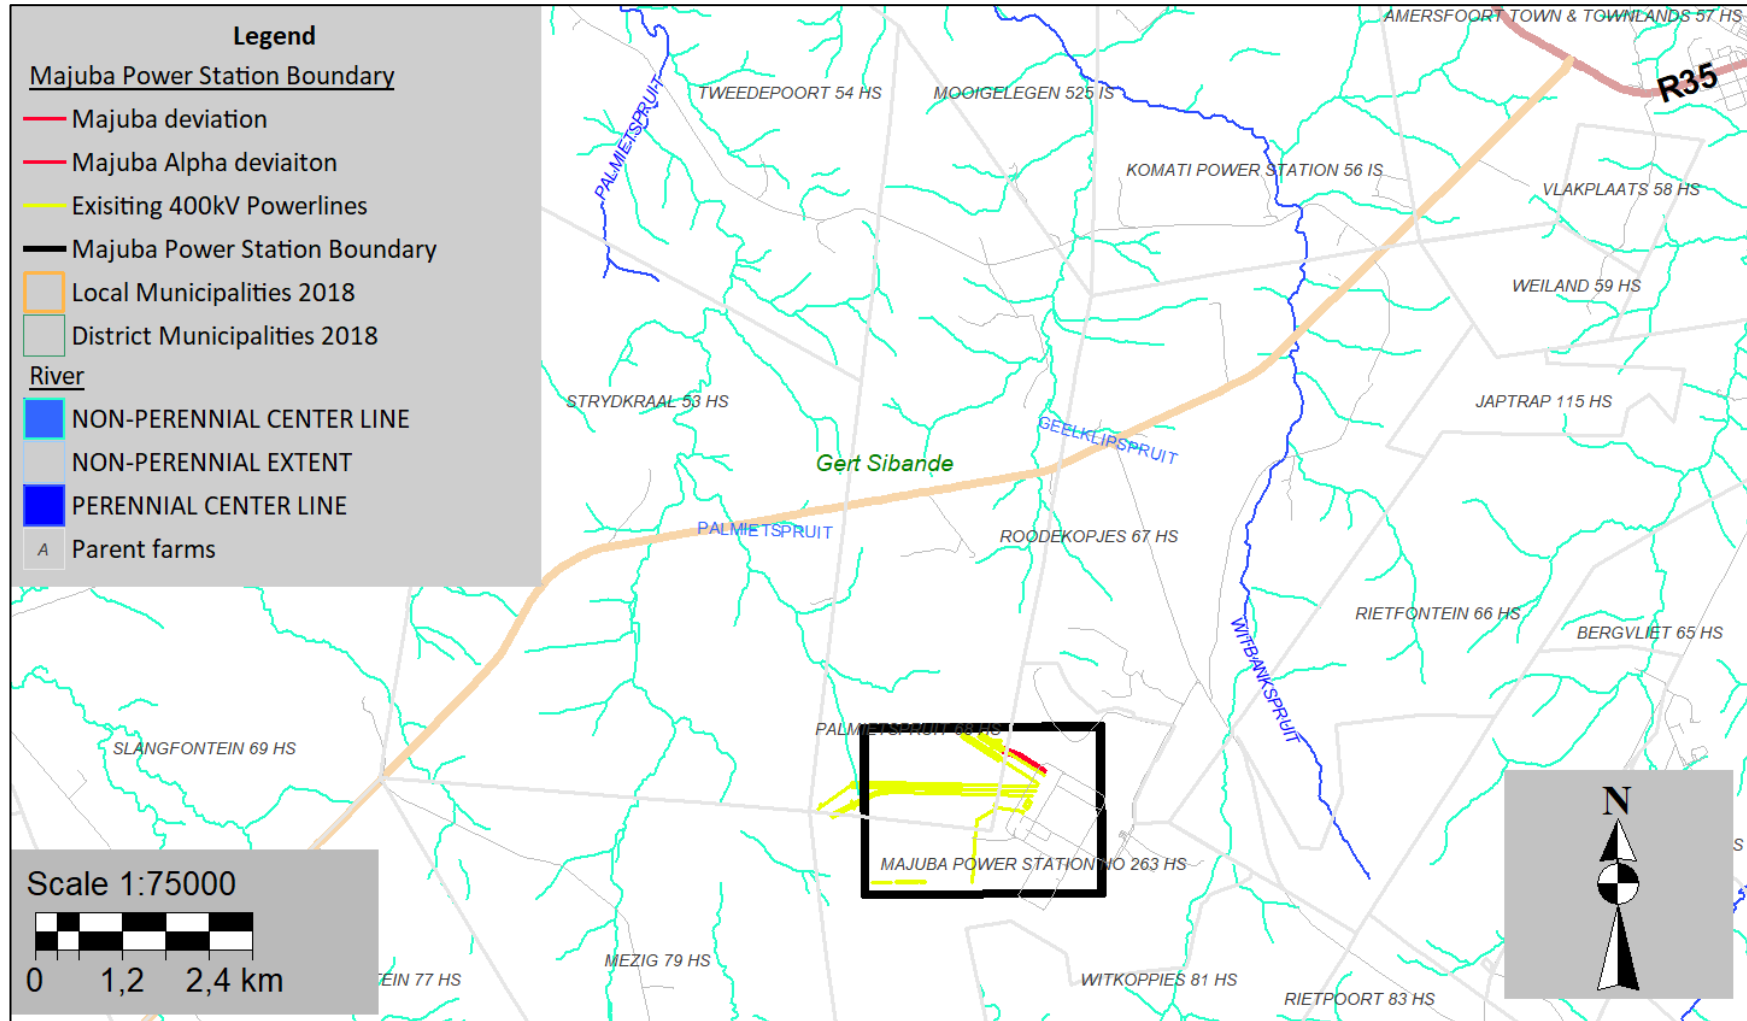 Legend
Majuba Power Station Boundary
Majuba deviation
Majuba Alpha deviaiton
Exisiting 400kV Powerlines
Majuba Power Station Boundary
Local Municipalities 2018
District Municipalities 2018
River
NON-PERENNIAL CENTER LINE
NON-PERENNIAL EXTENT
PERENNIAL CENTER LINE
A Parent farms
AMERSFOORT TOWN & TOWNLANDS 57 HS
R35
TWEEDEPOORT 54 HS
MOOIGELEGEN 525 IS
PALMIETSPRUIT
KOMATI POWER STATION 56 IS
VLAKPLAATS 58 HS
WEILAND 59 HS
STRYDKRAAL 53 HS
JAPTRAP 115 HS
GEELKLIPSPRUIT
Gert Sibande
PALMIETSPRUIT
ROODEKOPJES 67 HS
RIETFONTEIN 66 HS
BERGVLIET 65 HS
WITBANKSPRUIT
SLANGFONTEIN 69 HS
PALMIETSPRUIT 68 HS
MAJUBA POWER STATION NO 263 HS
N
S
Scale 1:75000
0 1,2 2,4 km
TEIN 77 HS
MEZIG 79 HS
WITKOPPIES 81 HS
RIETPOORT 83 HS